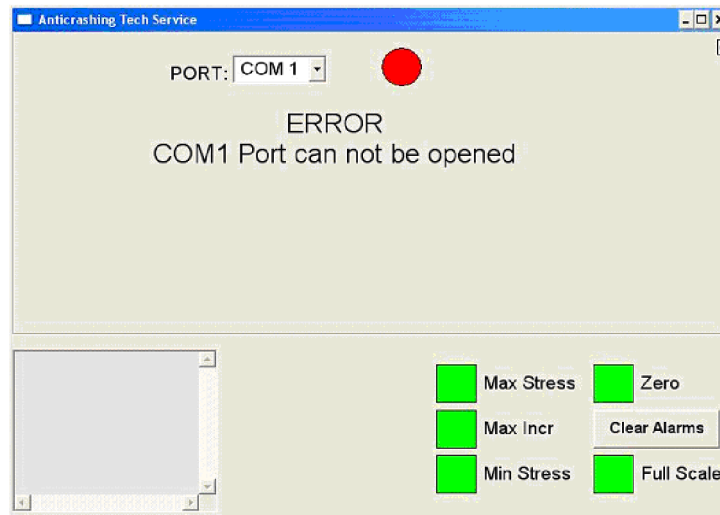 Anticrashing Tech Service
PORT: COM 1
ERROR
COM1 Port can not be opened
Max Stress Zero
Max Incr Clear Alarms
Min Stress Full Scale